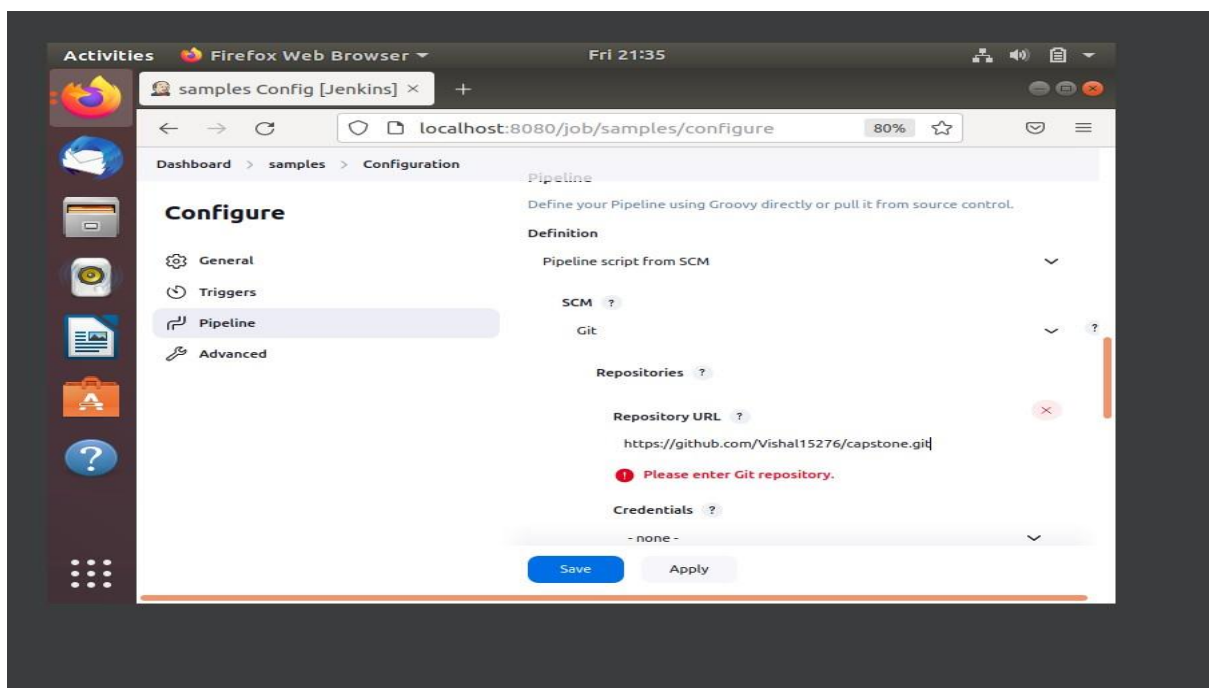 Activities Firefox Web Browser Fri 21:35
samples Config [Jenkins] × +
localhost:8080/job/samples/configure 80%
Dashboard > samples > Configuration
Pipeline
Configure
Define your Pipeline using Groovy directly or pull it from source control.
Definition
General
Pipeline script from SCM
Triggers
SCM ?
Pipeline
Git ?
Advanced
Repositories ?
Repository URL ?
https://github.com/Vishal15276/capstone.git
Please enter Git repository.
Credentials ?
- none -
Save Apply